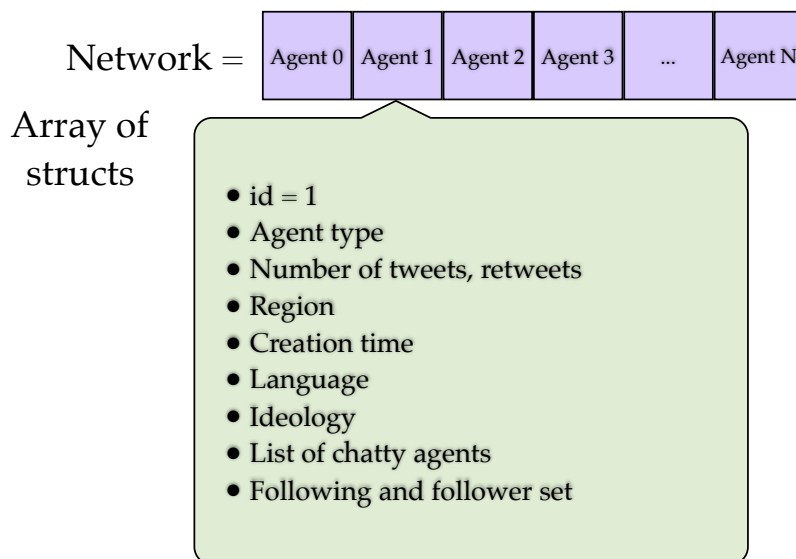 Network = Agent 0 Agent 1 Agent 2 Agent 3 ... Agent N
Array of
structs
• id = 1
• Agent type
• Number of tweets, retweets
• Region
• Creation time
• Language
• Ideology
• List of chatty agents
• Following and follower set